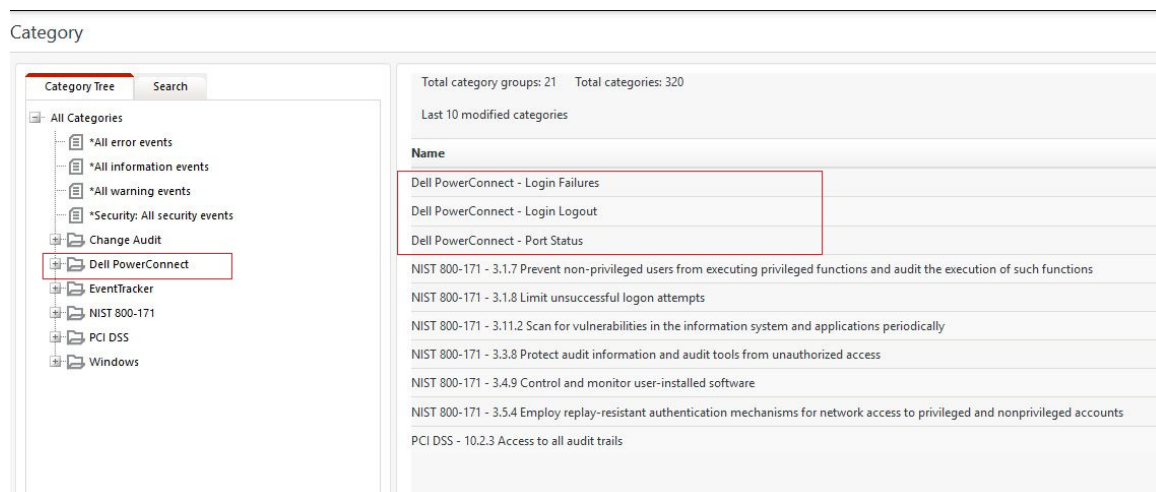 Category
Category Tree
Search
All Categories
*All error events
*All information events
*All warning events
*Security: All security events
Change Audit
Dell PowerConnect
EventTracker
NIST 800-171
PCI DSS
Windows
Total category groups: 21 Total categories: 320
Last 10 modified categories
Name
Dell PowerConnect - Login Failures
Dell PowerConnect - Login Logout
Dell PowerConnect - Port Status
NIST 800-171 - 3.1.7 Prevent non-privileged users from executing privileged functions and audit the execution of such functions
NIST 800-171 - 3.1.8 Limit unsuccessful logon attempts
NIST 800-171 - 3.11.2 Scan for vulnerabilities in the information system and applications periodically
NIST 800-171 - 3.3.8 Protect audit information and audit tools from unauthorized access
NIST 800-171 - 3.4.9 Control and monitor user-installed software
NIST 800-171 - 3.5.4 Employ replay-resistant authentication mechanisms for network access to privileged and nonprivileged accounts
PCI DSS - 10.2.3 Access to all audit trails